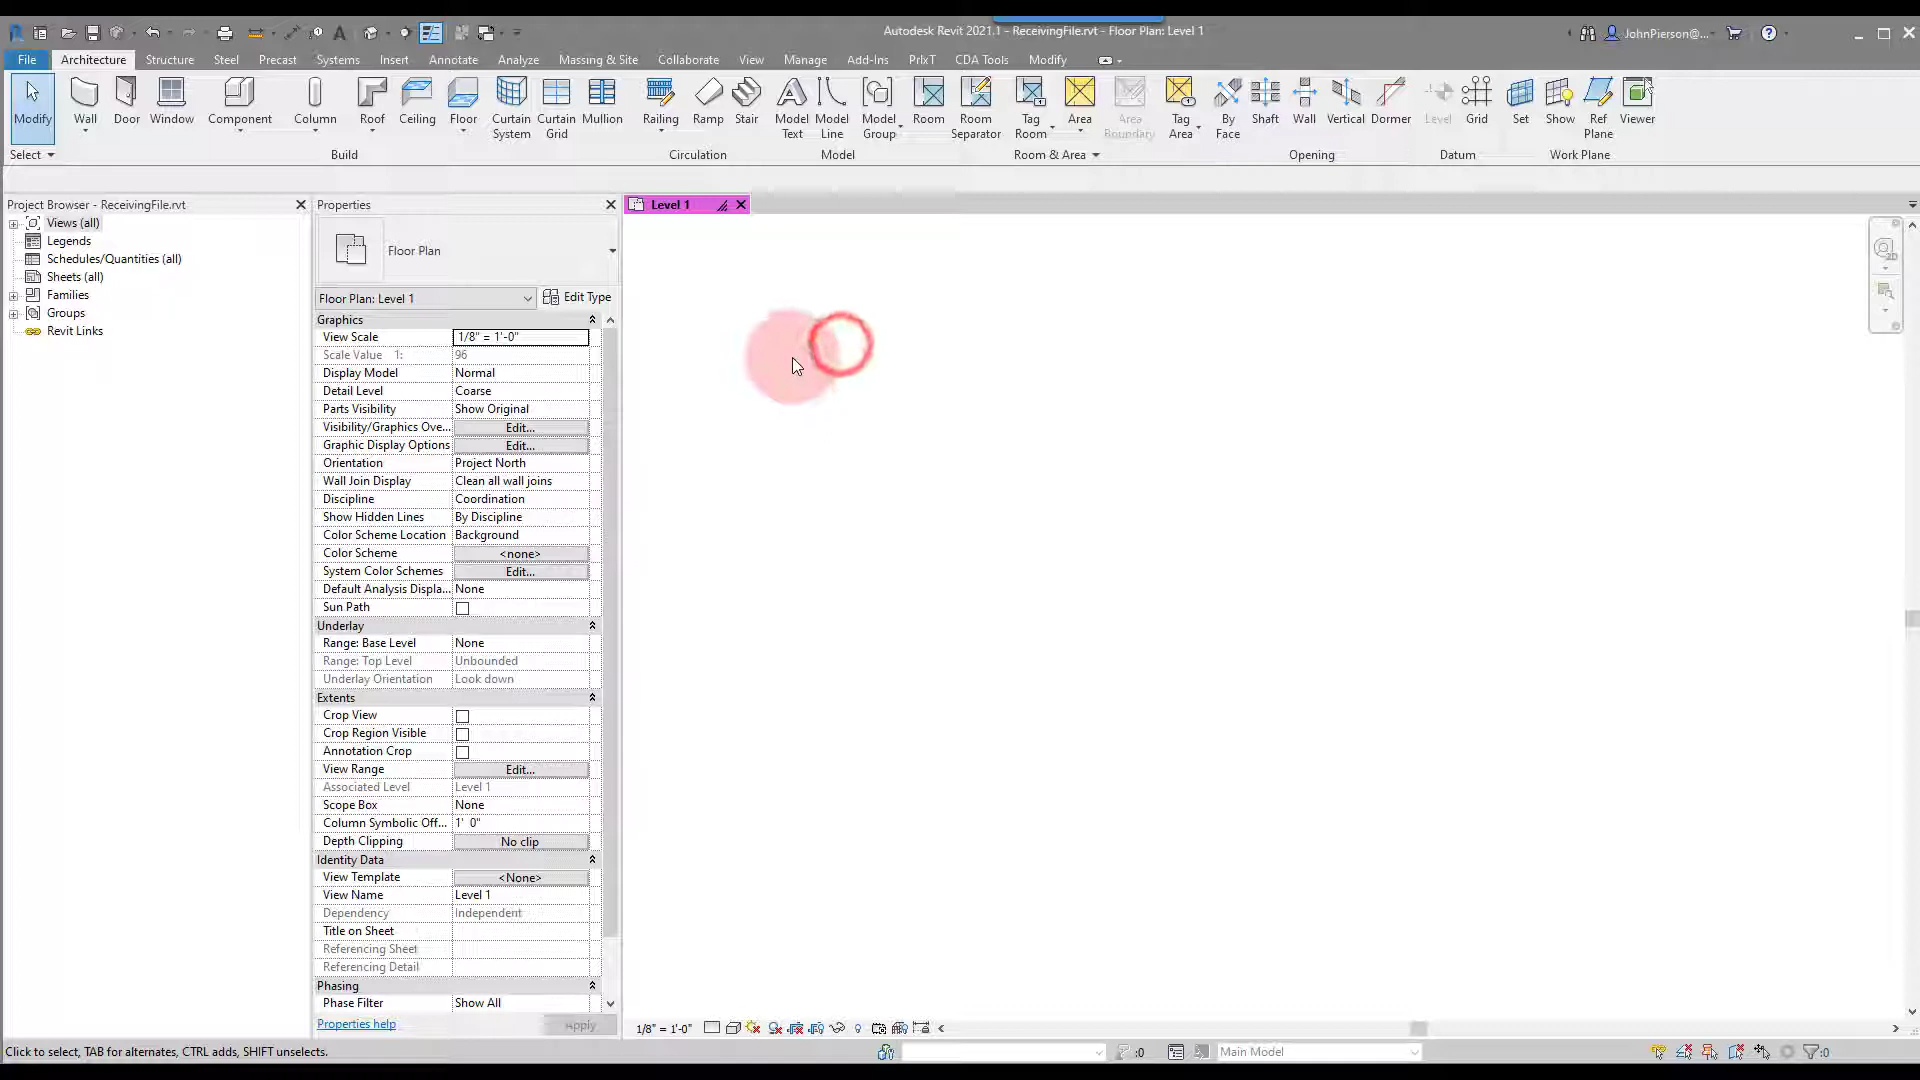 Autodesk Revit 2021.1 - ReceivingFile.rvt - Floor Plan: Level 1
JohnPierson@...
File Architecture Structure Steel Precast Systems Insert Annotate Analyze Massing & Site Collaborate View Manage Add-Ins PrlxT CDA Tools Modify
Modify Wall Door Window Component Column Roof Ceiling Floor Curtain System Curtain Grid Mullion Railing Ramp Stair Model Text Model Line Model Group Room Room Separator Tag Room Area Area Boundary Tag Area By Face Shaft Wall Vertical Dormer Level Grid Set Show Ref Plane Viewer
Select Build Circulation Model Room & Area Opening Datum Work Plane
Project Browser - ReceivingFile.rvt
Views (all)
Legends
Schedules/Quantities (all)
Sheets (all)
Families
Groups
Revit Links
Properties
Floor Plan
Floor Plan: Level 1 Edit Type
Graphics
View Scale 1/8" = 1'-0"
Scale Value 1: 96
Display Model Normal
Detail Level Coarse
Parts Visibility Show Original
Visibility/Graphics Ove... Edit...
Graphic Display Options Edit...
Orientation Project North
Wall Join Display Clean all wall joins
Discipline Coordination
Show Hidden Lines By Discipline
Color Scheme Location Background
Color Scheme <none>
System Color Schemes Edit...
Default Analysis Displa... None
Sun Path
Underlay
Range: Base Level None
Range: Top Level Unbounded
Underlay Orientation Look down
Extents
Crop View
Crop Region Visible
Annotation Crop
View Range Edit...
Associated Level Level 1
Scope Box None
Column Symbolic Off... 1' 0"
Depth Clipping No clip
Identity Data
View Template <None>
View Name Level 1
Dependency Independent
Title on Sheet
Referencing Sheet
Referencing Detail
Phasing
Phase Filter Show All
Properties help Apply
Level 1
2D
1/8" = 1'-0"
Click to select, TAB for alternates, CTRL adds, SHIFT unselects.
:0
Main Model
:0